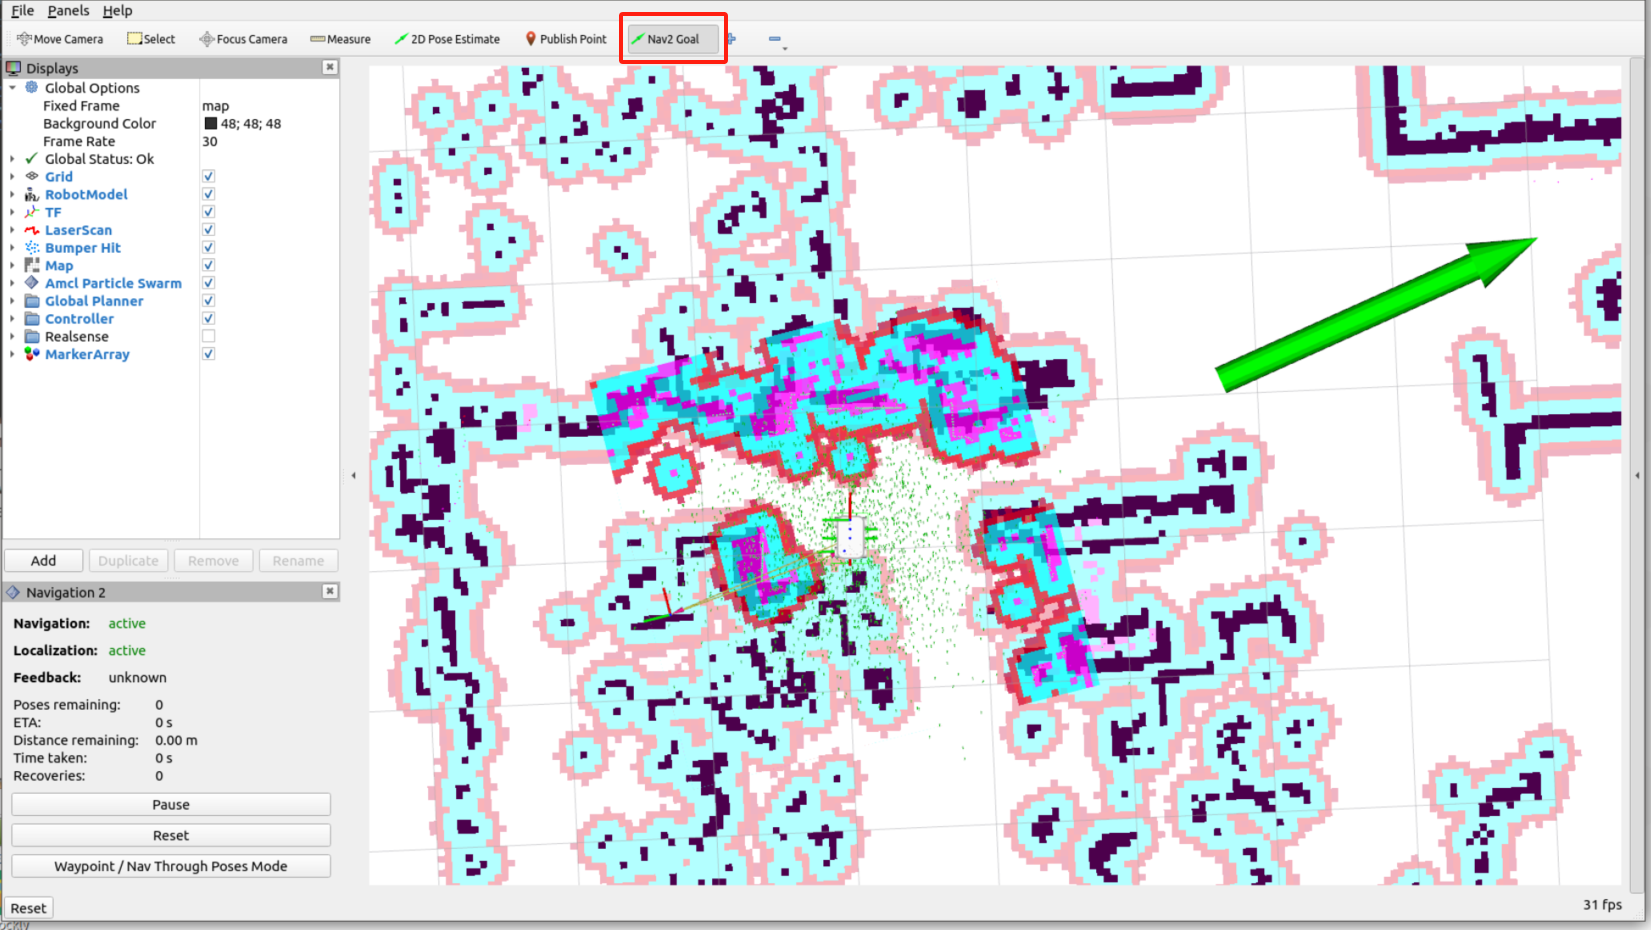 File Panels Help
Move Camera Select Focus Camera Measure 2D Pose Estimate Publish Point Nav2 Goal
Displays
Global Options
Fixed Frame map
Background Color 48; 48; 48
Frame Rate 30
Global Status: Ok
Grid
RobotModel
TF
LaserScan
Bumper Hit
Map
Amcl Particle Swarm
Global Planner
Controller
Realsense
MarkerArray
Add Duplicate Remove Rename
Navigation 2
Navigation: active
Localization: active
Feedback: unknown
Poses remaining: 0
ETA: 0 s
Distance remaining: 0.00 m
Time taken: 0 s
Recoveries: 0
Pause
Reset
Waypoint / Nav Through Poses Mode
Reset
31 fps